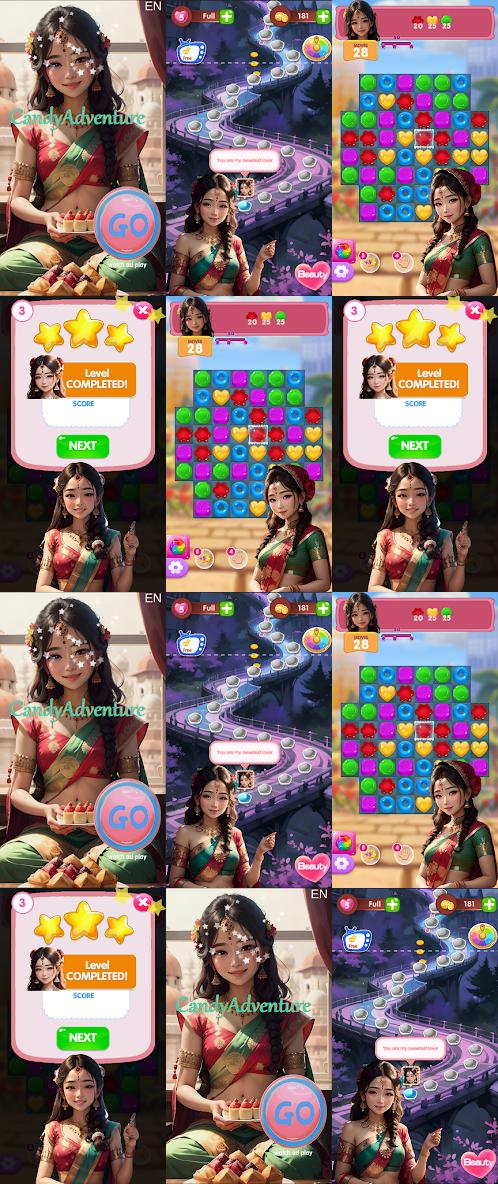 EN
CandyAdventure
GO
watch ad play
5
Full
181
free
You are my sweetest lover
Beauty
20 25 25
MOVES
28
3
Level
COMPLETED!
SCORE
NEXT
20 25 25
MOVES
28
3
Level
COMPLETED!
SCORE
NEXT
EN
CandyAdventure
GO
watch ad play
5
Full
181
free
You are my sweetest lover
Beauty
20 25 25
MOVES
28
3
Level
COMPLETED!
SCORE
NEXT
EN
CandyAdventure
GO
watch ad play
5
Full
181
free
You are my sweetest lover
Beauty